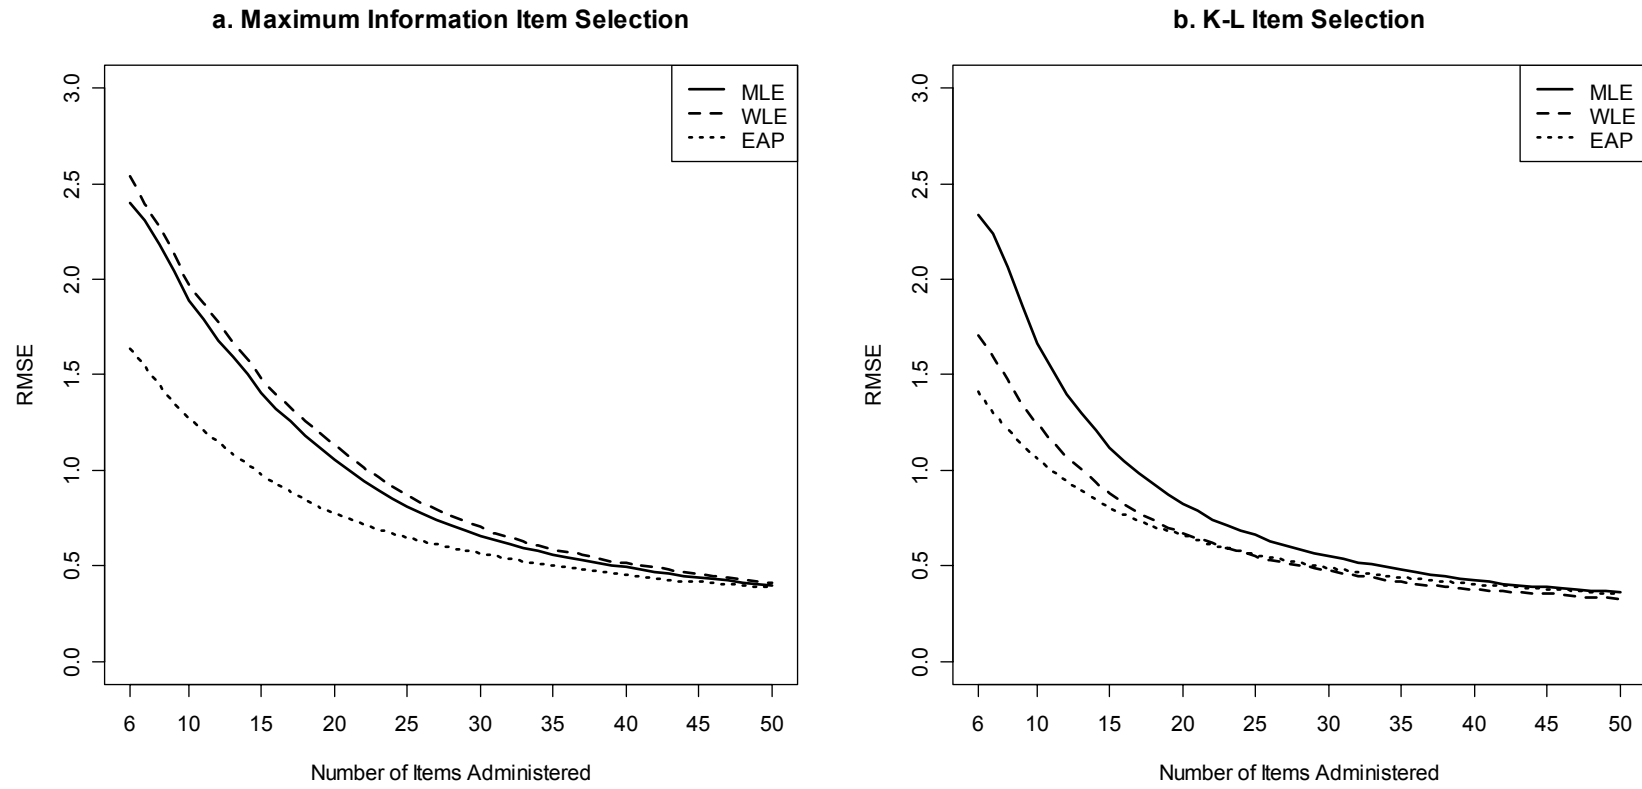 a. Maximum Information Item Selection
RMSE
3.0
2.5
2.0
1.5
1.0
0.5
0.0
MLE
WLE
EAP
6 10 15 20 25 30 35 40 45 50
Number of Items Administered
b. K-L Item Selection
RMSE
3.0
2.5
2.0
1.5
1.0
0.5
0.0
MLE
WLE
EAP
6 10 15 20 25 30 35 40 45 50
Number of Items Administered